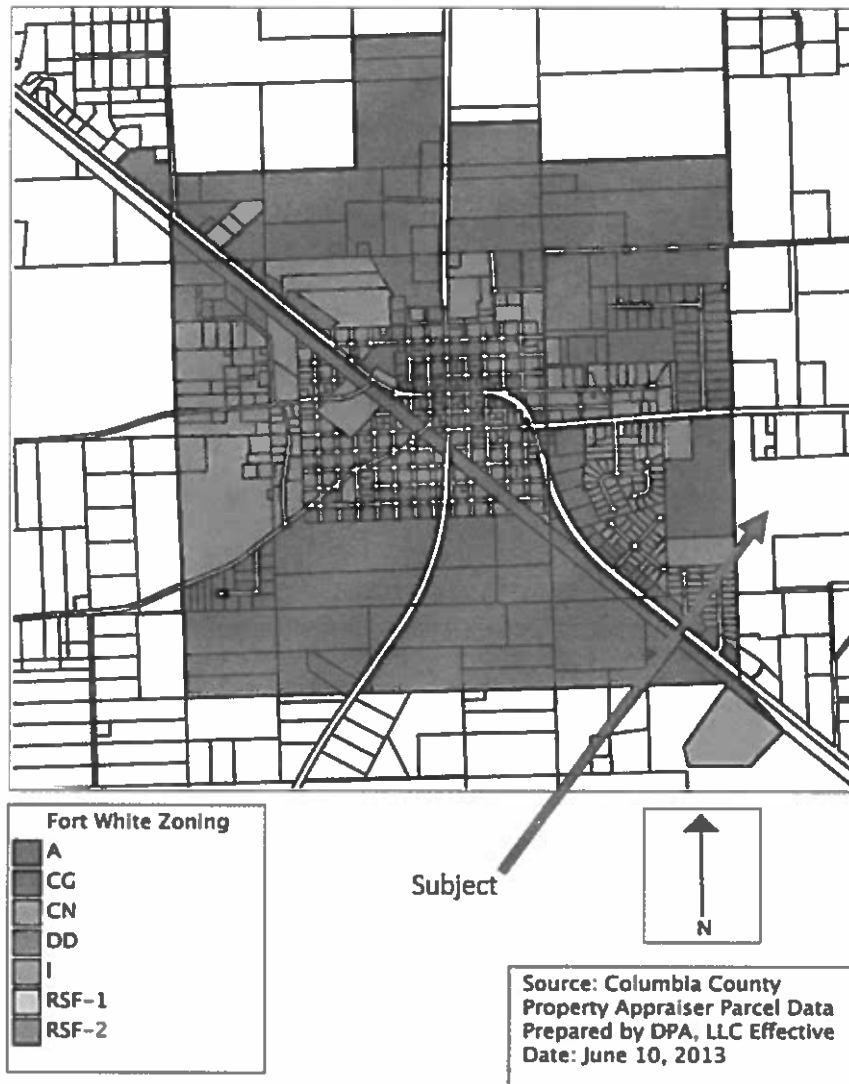 Fort White Zoning
A
CG
CN
DD
I
RSF-1
RSF-2
Subject
N
Source: Columbia County
Property Appraiser Parcel Data
Prepared by DPA, LLC Effective
Date: June 10, 2013